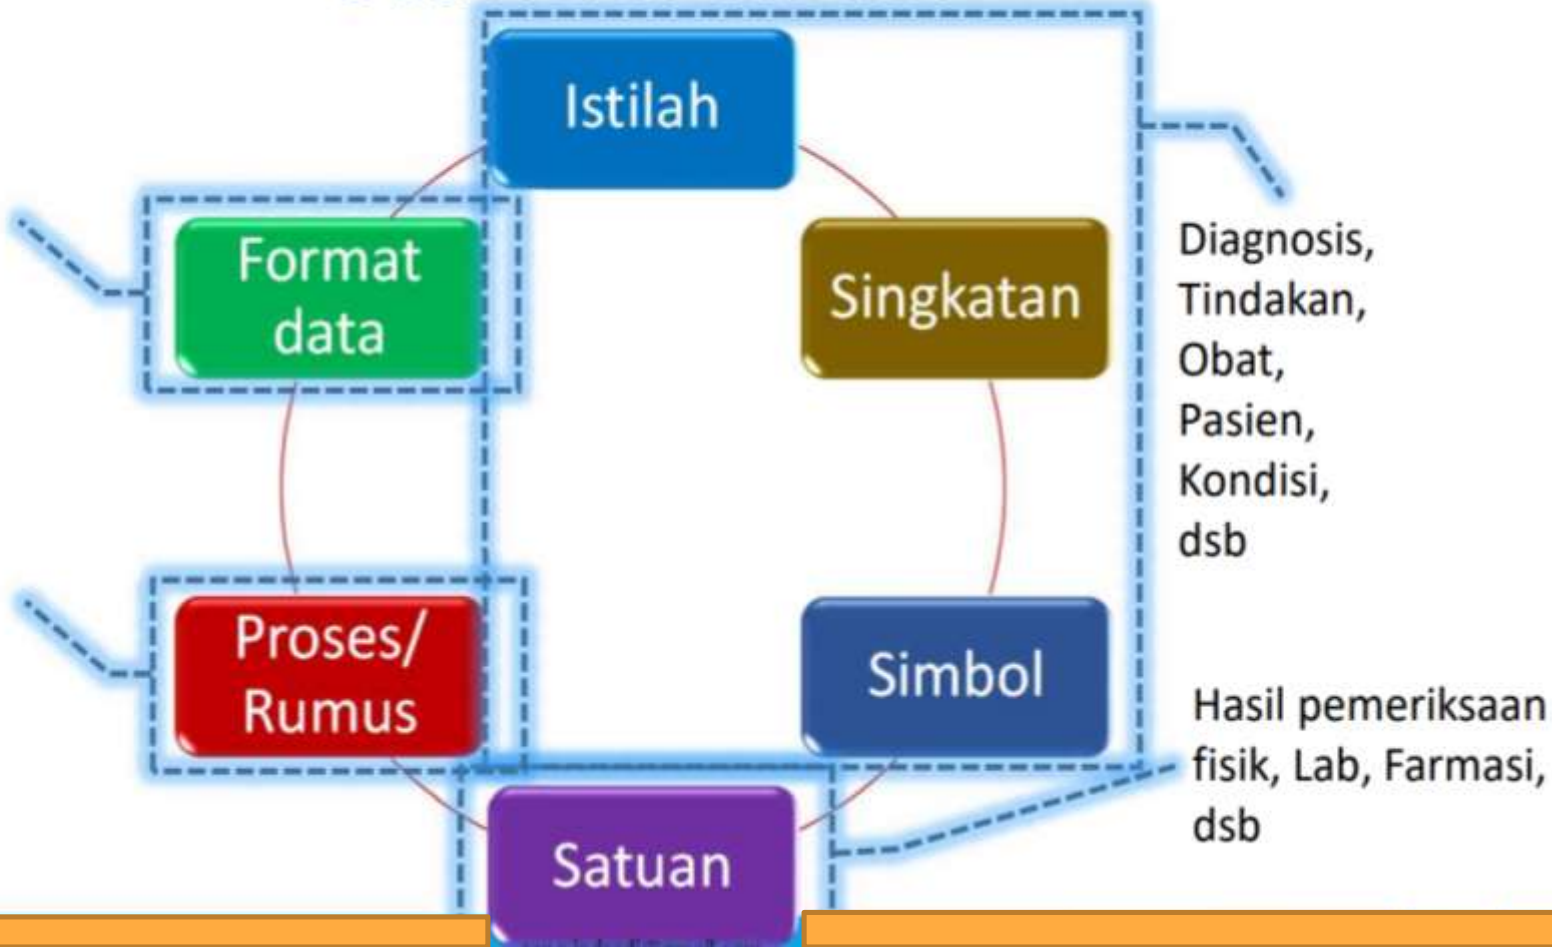 Istilah
Format
data
Singkatan
Diagnosis,
Tindakan,
Obat,
Pasien,
Kondisi,
dsb
Proses/
Rumus
Simbol
Hasil pemeriksaan
fisik, Lab, Farmasi,
dsb
Satuan